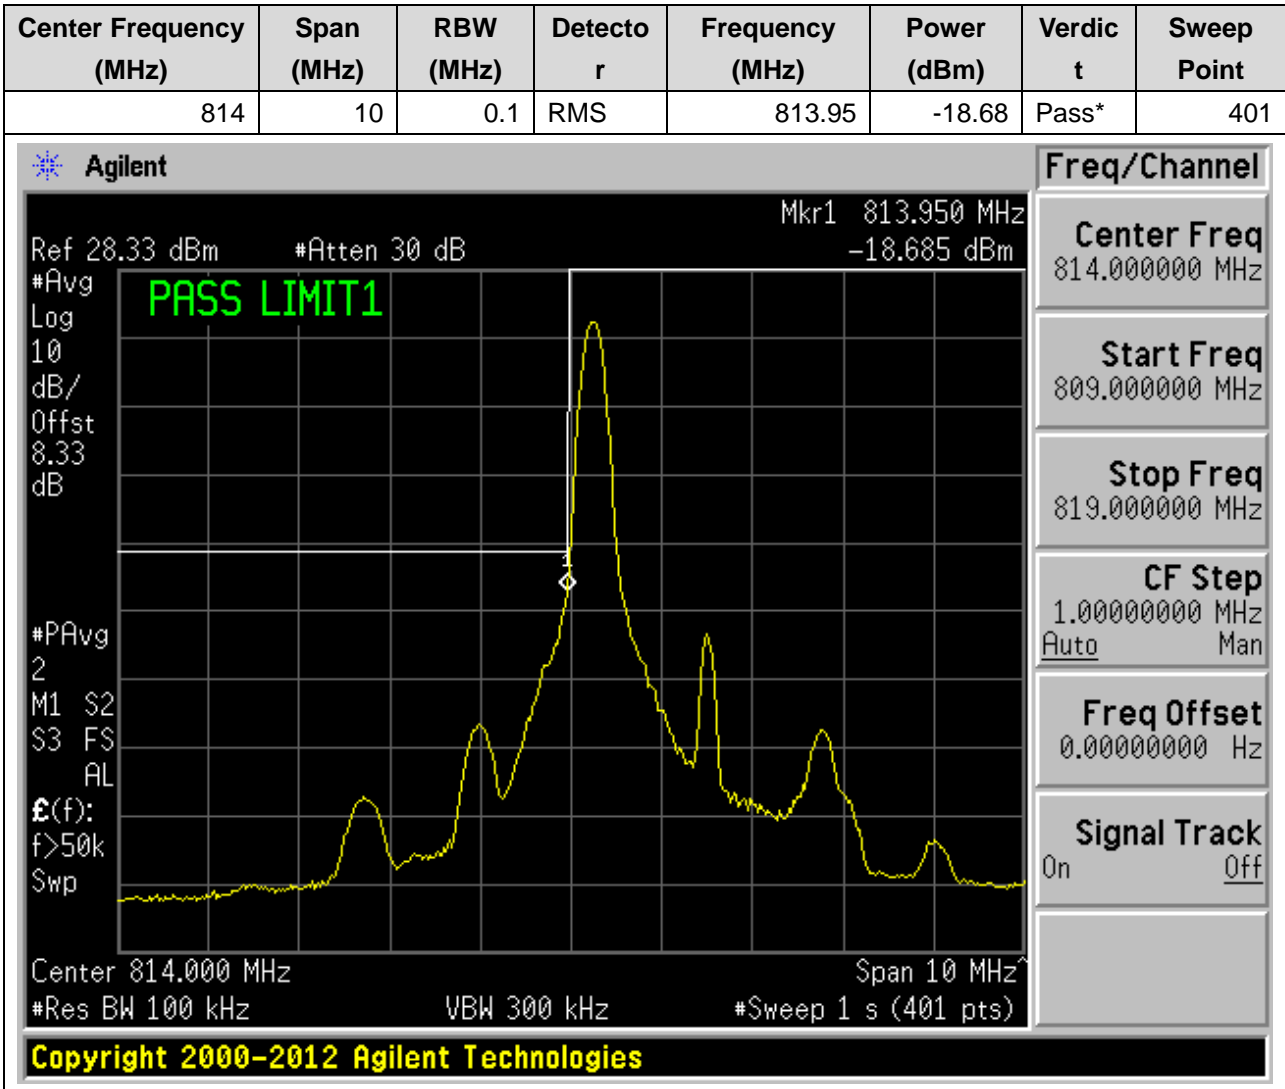 Center Frequency (MHz) Span (MHz) RBW (MHz) Detector Frequency (MHz) Power (dBm) Verdict Sweep Point
814 10 0.1 RMS 813.95 -18.68 Pass* 401
Agilent
Freq/Channel
Mkr1 813.950 MHz
Ref 28.33 dBm #Atten 30 dB -18.685 dBm
#Avg
Log
10
dB/
Offst
8.33
dB
PASS LIMIT1
1
#PAvg
2
M1 S2
S3 FS
AL
£(f):
f>50k
Swp
Center 814.000 MHz Span 10 MHz^
#Res BW 100 kHz VBW 300 kHz #Sweep 1 s (401 pts)
Center Freq
814.000000 MHz
Start Freq
809.000000 MHz
Stop Freq
819.000000 MHz
CF Step
1.00000000 MHz
Auto Man
Freq Offset
0.00000000 Hz
Signal Track
On Off
Copyright 2000-2012 Agilent Technologies